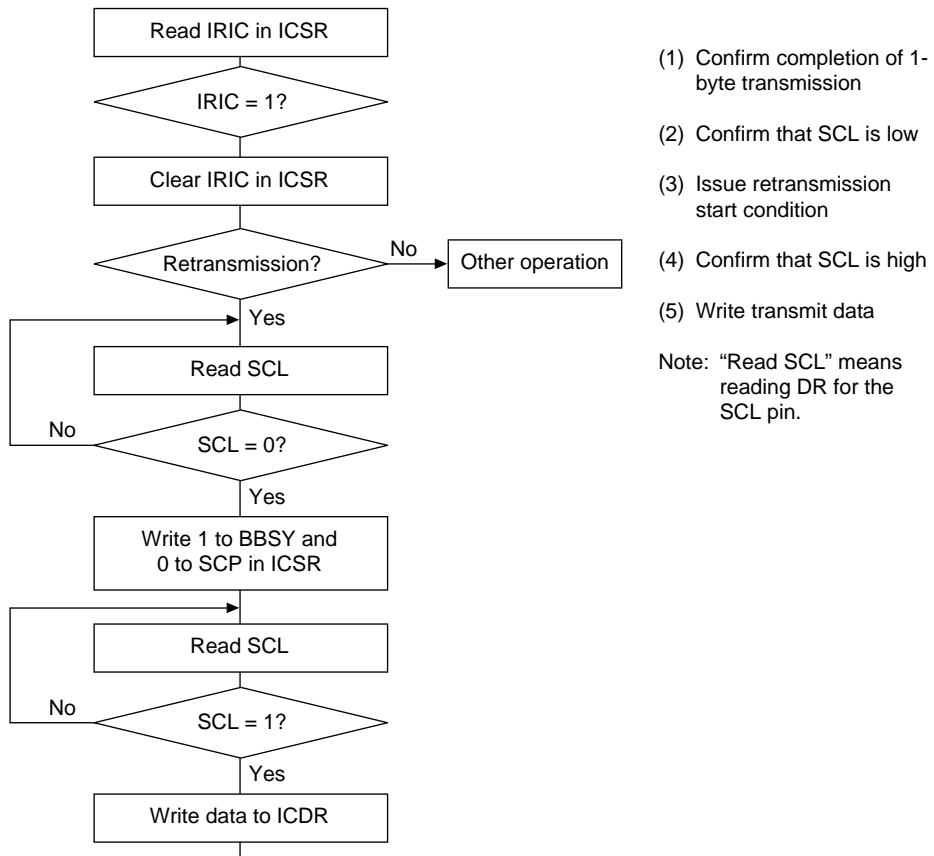 Read IRIC in ICSR
IRIC = 1?
Clear IRIC in ICSR
Retransmission?
No
Other operation
Yes
Read SCL
No
SCL = 0?
Yes
Write 1 to BBSY and
0 to SCP in ICSR
Read SCL
No
SCL = 1?
Yes
Write data to ICDR
(1) Confirm completion of 1-
byte transmission
(2) Confirm that SCL is low
(3) Issue retransmission
start condition
(4) Confirm that SCL is high
(5) Write transmit data
Note: “Read SCL” means
reading DR for the
SCL pin.